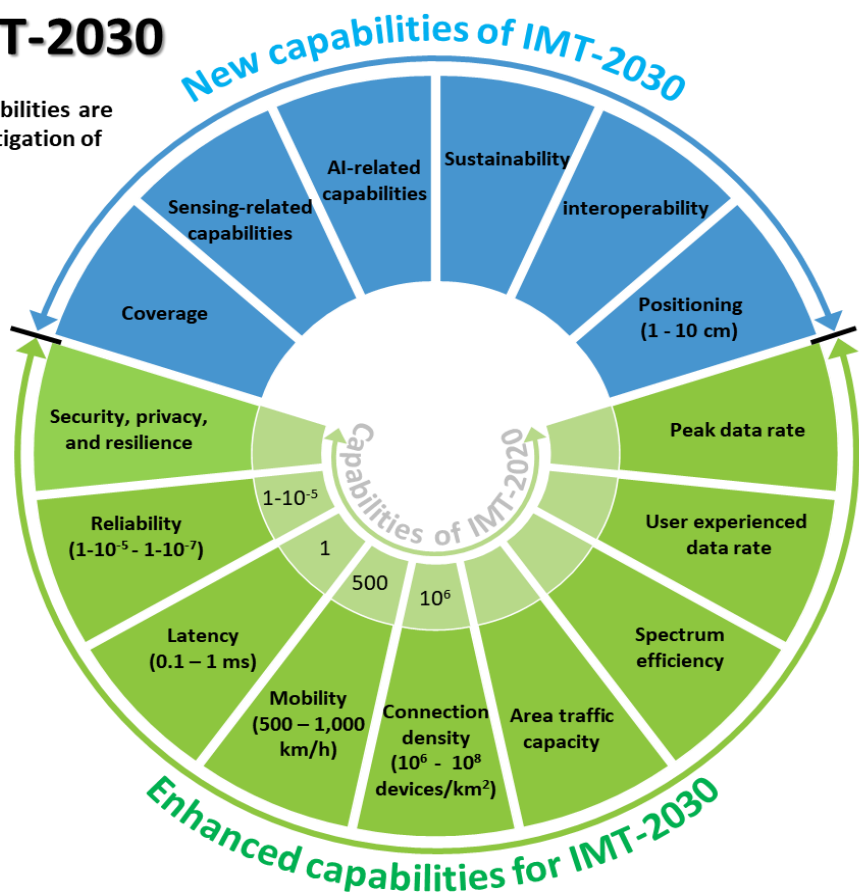 T-2030
bilities are
tigation of
New capabilities of IMT-2030
Coverage
Sensing-related
capabilities
AI-related
capabilities
Sustainability
interoperability
Positioning
(1 - 10 cm)
Security, privacy,
and resilience
Reliability
(1-10⁻⁵ - 1-10⁻⁷)
Latency
(0.1 – 1 ms)
Mobility
(500 – 1,000
km/h)
Connection
density
(10⁶ - 10⁸
devices/km²)
Area traffic
capacity
Spectrum
efficiency
User experienced
data rate
Peak data rate
1-10⁻⁵
1
500
10⁶
Capabilities of IMT-2020
Enhanced capabilities for IMT-2030